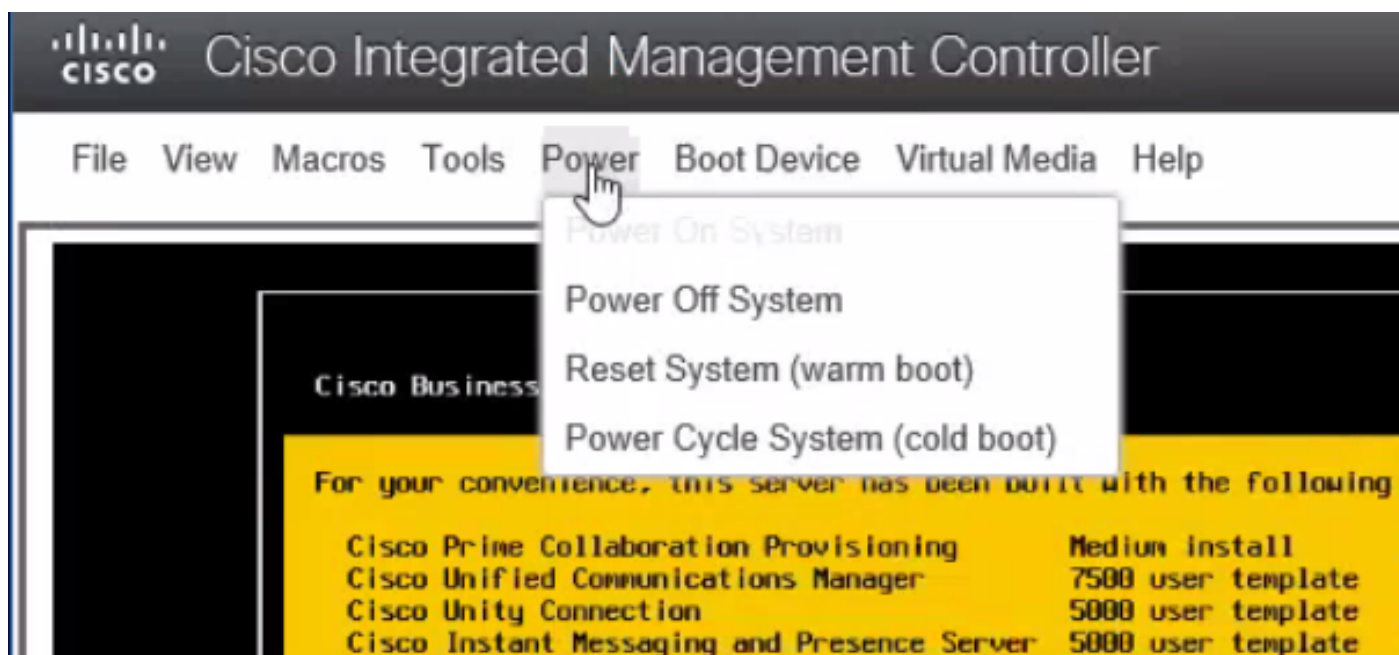 CISCO Cisco Integrated Management Controller
File View Macros Tools Power Boot Device Virtual Media Help
Power On System
Power Off System
Reset System (warm boot)
Power Cycle System (cold boot)
Cisco Business
For your convenience, this server has been built with the following
Cisco Prime Collaboration Provisioning Medium install
Cisco Unified Communications Manager 7500 user template
Cisco Unity Connection 5000 user template
Cisco Instant Messaging and Presence Server 5000 user template